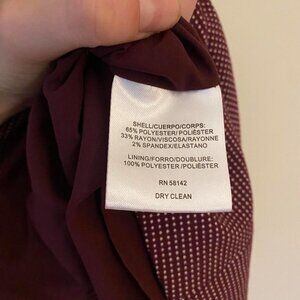 SHELL/CUERPO/CORPS:
65% POLYESTER/POLIÉSTER
33% RAYON/VISCOSA/RAYONNE
2% SPANDEX/ELASTANO
LINING/FORRO/DOUBLURE:
100% POLYESTER/POLIÉSTER
RN 58142
DRY CLEAN